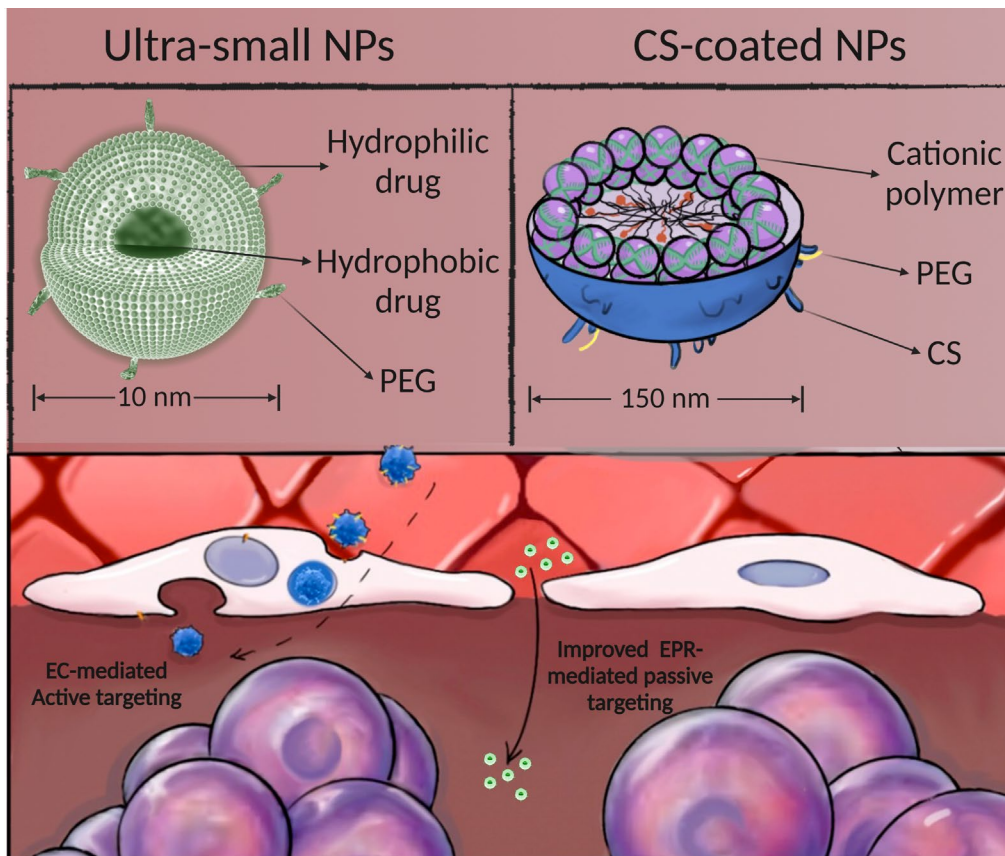 Ultra-small NPs
CS-coated NPs
Hydrophilic
drug
Hydrophobic
drug
PEG
10 nm
Cationic
polymer
PEG
CS
150 nm
EC-mediated
Active targeting
Improved EPR-
mediated passive
targeting